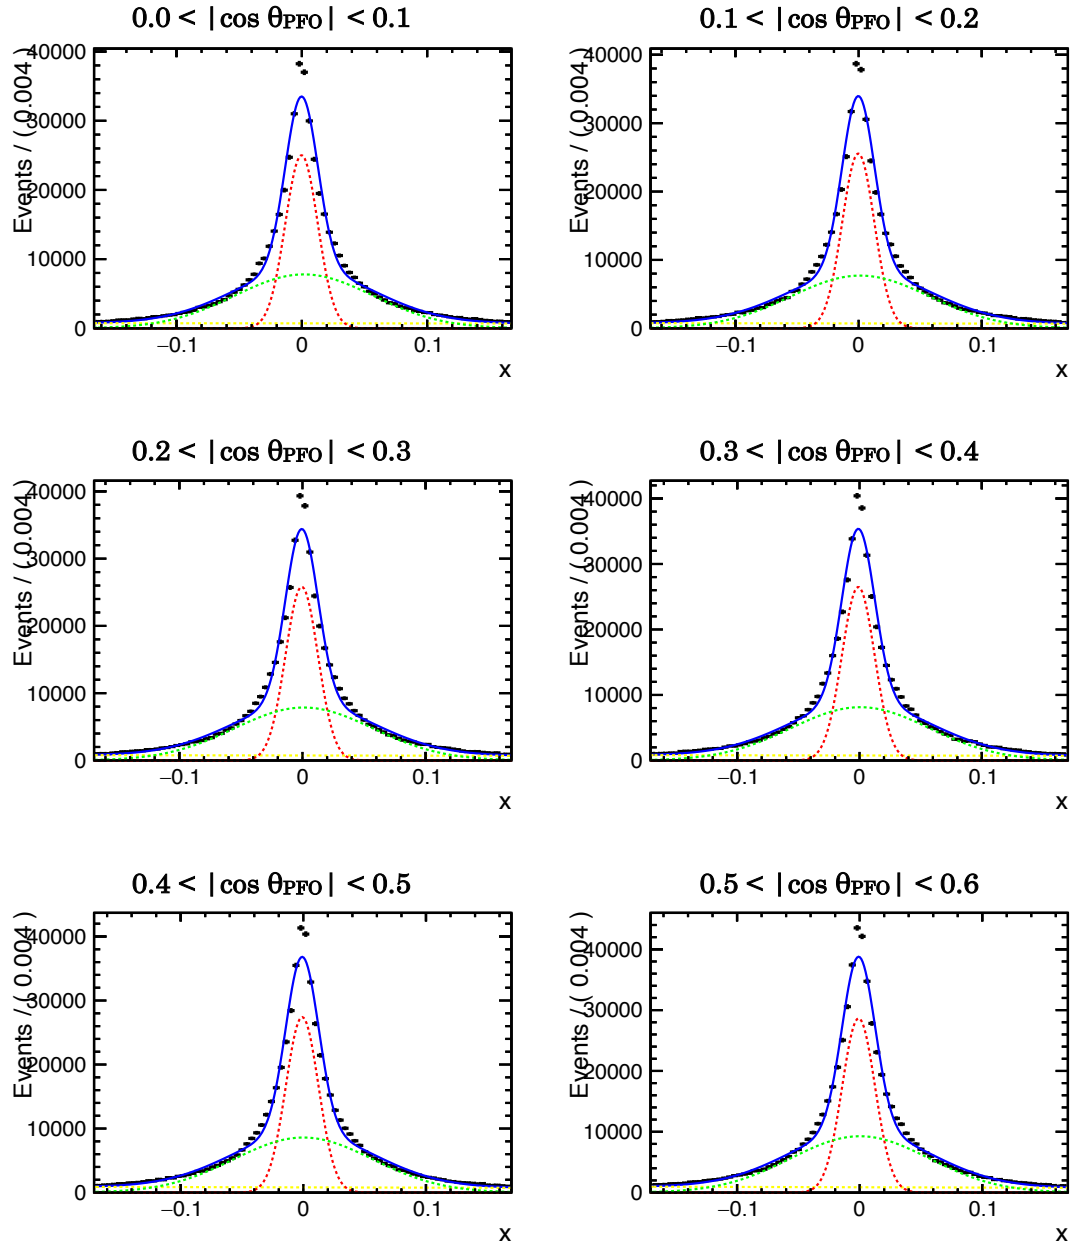 0.0 < |cos θPFO| < 0.1
Events / ( 0.004 )
40000
30000
20000
10000
0
−0.1
0
0.1
x
0.1 < |cos θPFO| < 0.2
Events / ( 0.004 )
40000
30000
20000
10000
0
−0.1
0
0.1
x
0.2 < |cos θPFO| < 0.3
Events / ( 0.004 )
40000
30000
20000
10000
0
−0.1
0
0.1
x
0.3 < |cos θPFO| < 0.4
Events / ( 0.004 )
40000
30000
20000
10000
0
−0.1
0
0.1
x
0.4 < |cos θPFO| < 0.5
Events / ( 0.004 )
40000
30000
20000
10000
0
−0.1
0
0.1
x
0.5 < |cos θPFO| < 0.6
Events / ( 0.004 )
40000
30000
20000
10000
0
−0.1
0
0.1
x